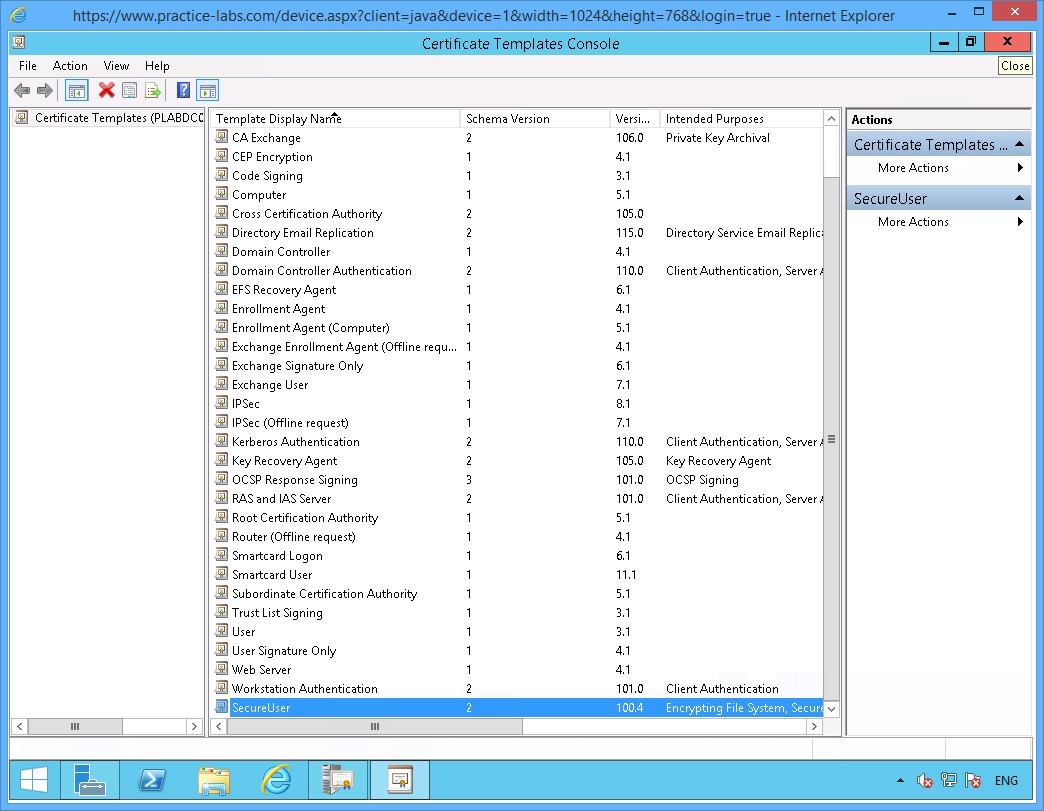 https://www.practice-labs.com/device.aspx?client=java&device=1&width=1024&height=768&login=true - Internet Explorer
Certificate Templates Console
File Action View Help
Close
Certificate Templates (PLABDC0
Template Display Name Schema Version Versi... Intended Purposes
CA Exchange 2 106.0 Private Key Archival
CEP Encryption 1 4.1
Code Signing 1 3.1
Computer 1 5.1
Cross Certification Authority 2 105.0
Directory Email Replication 2 115.0 Directory Service Email Replic
Domain Controller 1 4.1
Domain Controller Authentication 2 110.0 Client Authentication, Server A
EFS Recovery Agent 1 6.1
Enrollment Agent 1 4.1
Enrollment Agent (Computer) 1 5.1
Exchange Enrollment Agent (Offline requ... 1 4.1
Exchange Signature Only 1 6.1
Exchange User 1 7.1
IPSec 1 8.1
IPSec (Offline request) 1 7.1
Kerberos Authentication 2 110.0 Client Authentication, Server A
Key Recovery Agent 2 105.0 Key Recovery Agent
OCSP Response Signing 3 101.0 OCSP Signing
RAS and IAS Server 2 101.0 Client Authentication, Server A
Root Certification Authority 1 5.1
Router (Offline request) 1 4.1
Smartcard Logon 1 6.1
Smartcard User 1 11.1
Subordinate Certification Authority 1 5.1
Trust List Signing 1 3.1
User 1 3.1
User Signature Only 1 4.1
Web Server 1 4.1
Workstation Authentication 2 101.0 Client Authentication
SecureUser 2 100.4 Encrypting File System, Secure
Actions
Certificate Templates ...
More Actions
SecureUser
More Actions
ENG